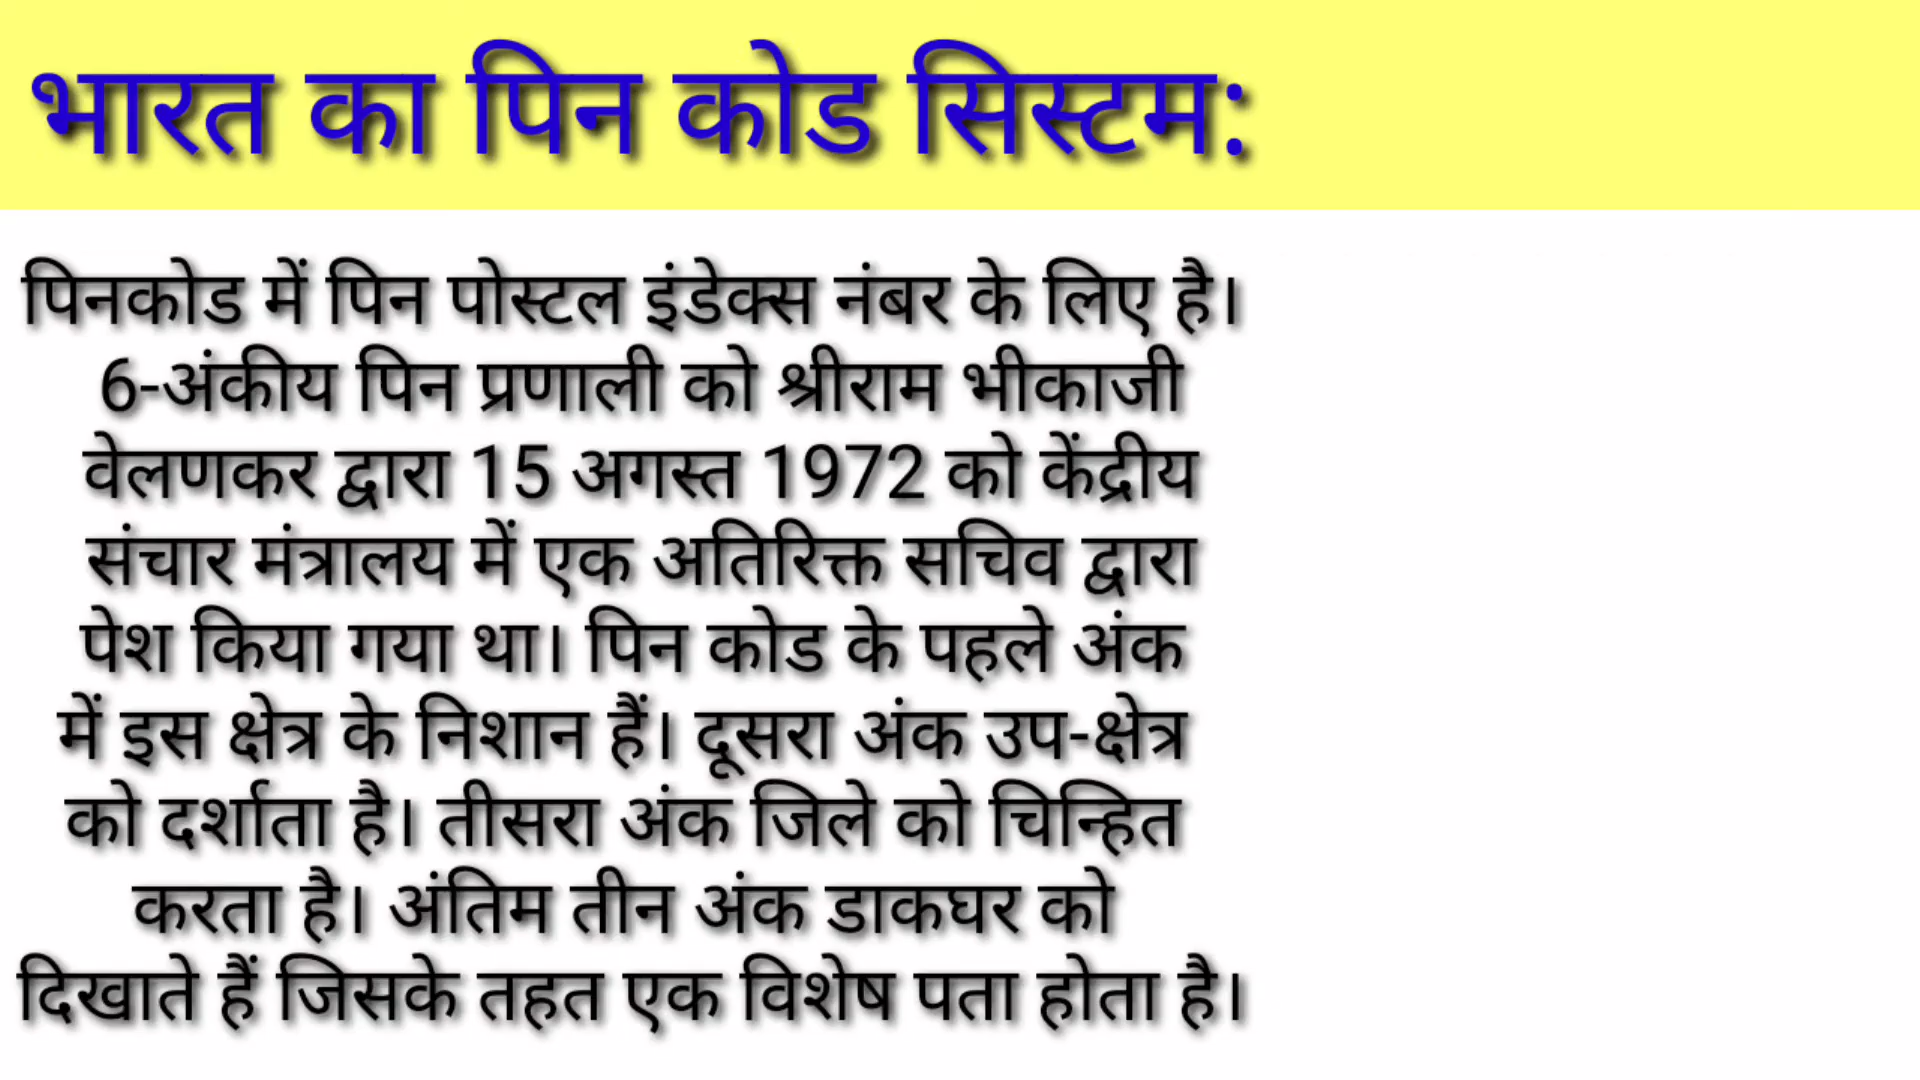 भारत का पिन कोड सिस्टम:
पिनकोड में पिन पोस्टल इंडेक्स नंबर के लिए है।
6-अंकीय पिन प्रणाली को श्रीराम भीकाजी
वेलणकर द्वारा 15 अगस्त 1972 को केंद्रीय
संचार मंत्रालय में एक अतिरिक्त सचिव द्वारा
पेश किया गया था। पिन कोड के पहले अंक
में इस क्षेत्र के निशान हैं। दूसरा अंक उप-क्षेत्र
को दर्शाता है। तीसरा अंक जिले को चिन्हित
करता है। अंतिम तीन अंक डाकघर को
दिखाते हैं जिसके तहत एक विशेष पता होता है।